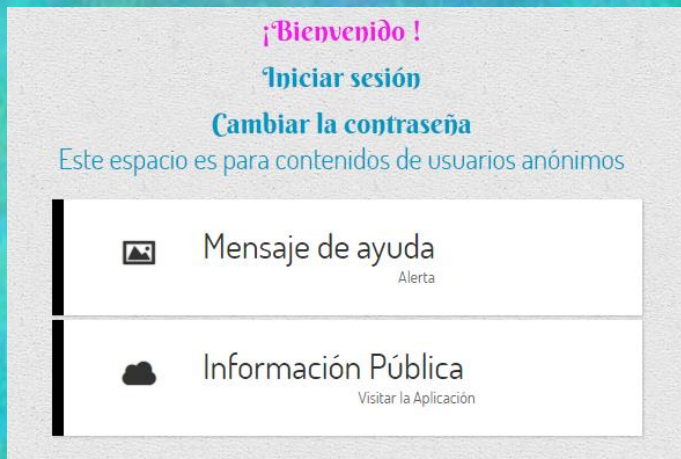 ¡Bienvenido !
Iniciar sesión
Cambiar la contraseña
Este espacio es para contenidos de usuarios anónimos
Mensaje de ayuda
Alerta
Información Pública
Visitar la Aplicación